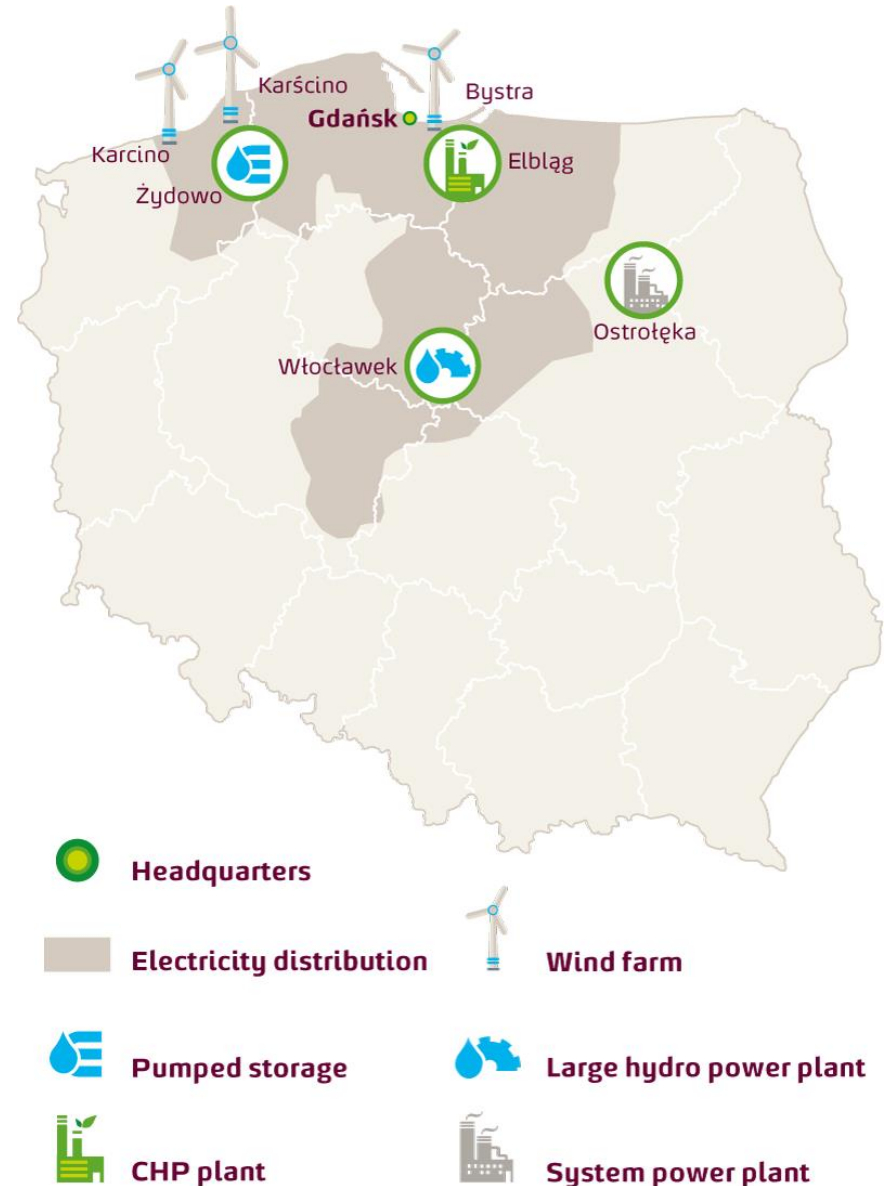 Karścino
Bystra
Gdańsk
Karcino
Elbląg
Żydowo
Ostrołęka
Włocławek
Headquarters
Electricity distribution
Wind farm
Pumped storage
Large hydro power plant
CHP plant
System power plant